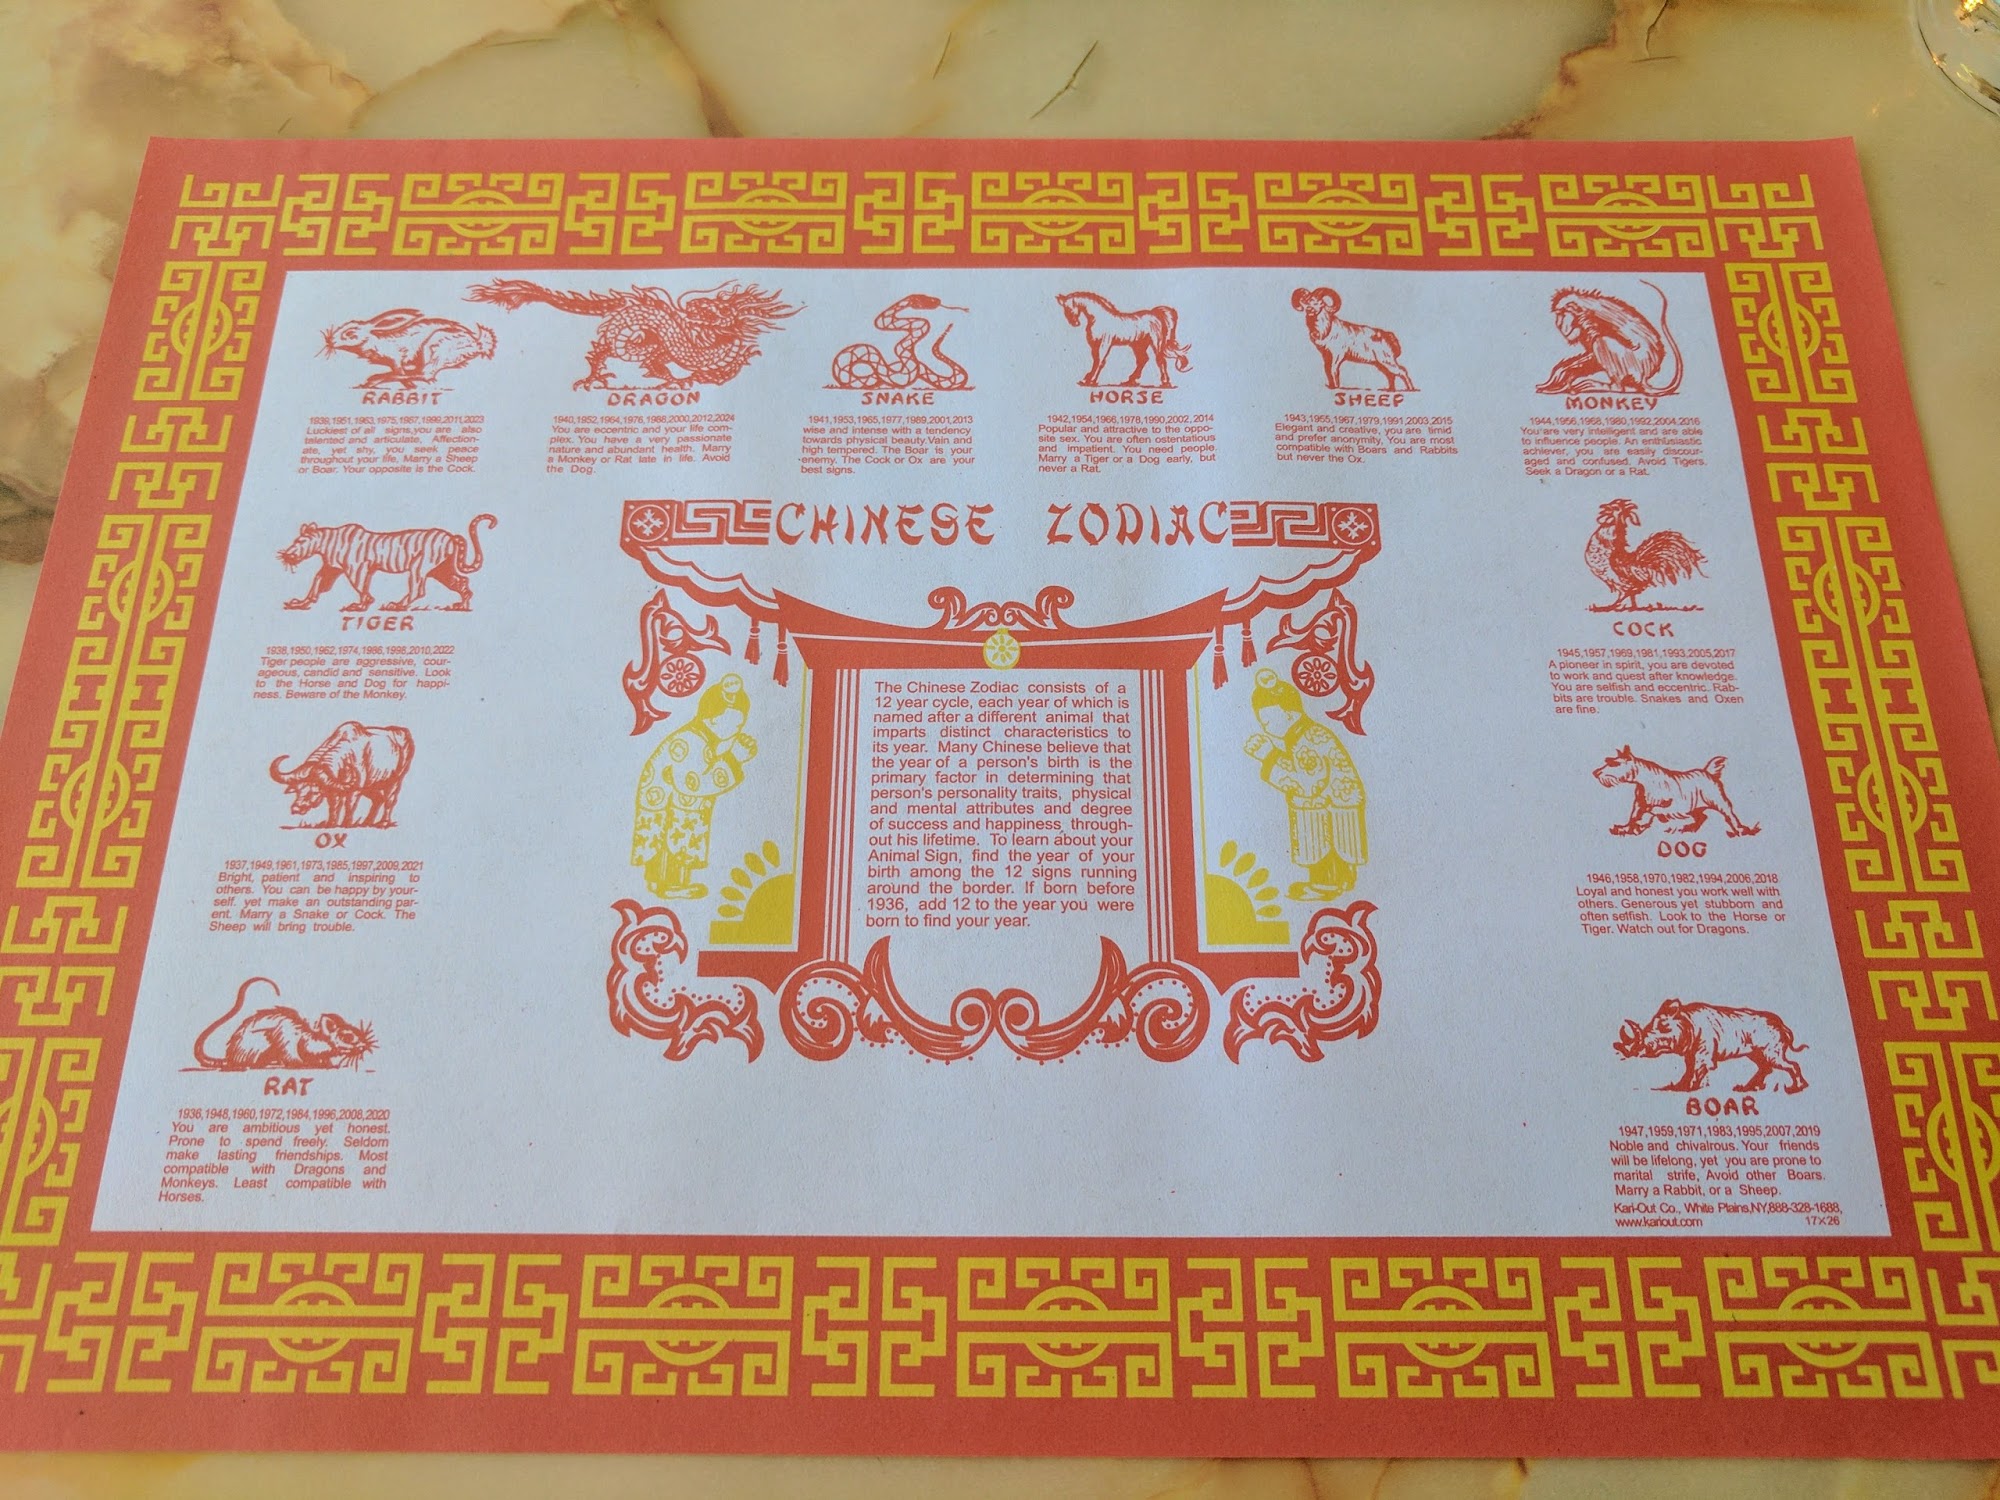 RABBIT
1939,1951,1963,1975,1987,1999,2011,2023
Luckiest of all signs,you are also
talented and articulate, Affection-
ate, yet shy, you seek peace
throughout your life, Marry a Sheep
or Boar. Your opposite is the Cock.
DRAGON
1940,1952,1964,1976,1988,2000,2012,2024
You are eccentric and your life com-
plex. You have a very passionate
nature and abundant health. Marry
a Monkey or Rat late in life. Avoid
the Dog.
SNAKE
1941,1953,1965,1977,1989,2001,2013
wise and intense with a tendency
towards physical beauty.Vain and
high tempered. The Boar is your
enemy. The Cock or Ox are your
best signs.
HORSE
1942,1954,1966,1978,1990,2002,2014
Popular and attractive to the oppo-
site sex. You are often ostentatious
and impatient. You need people.
Marry a Tiger or a Dog early, but
never a Rat.
SHEEP
1943,1955,1967,1979,1991,2003,2015
Elegant and creative, you are timid
and prefer anonymity, You are most
compatible with Boars and Rabbits
but never the Ox.
MONKEY
1944,1956,1968,1980,1992,2004,2016
You are very intelligent and are able
to influence people. An enthusiastic
achiever, you are easily discour-
aged and confused. Avoid Tigers.
Seek a Dragon or a Rat.
TIGER
1938,1950,1962,1974,1986,1998,2010,2022
Tiger people are aggressive, cour-
ageous, candid and sensitive. Look
to the Horse and Dog for happi-
ness. Beware of the Monkey.
OX
1937,1949,1961,1973,1985,1997,2009,2021
Bright, patient and inspiring to
others. You can be happy by your-
self. yet make an outstanding par-
ent. Marry a Snake or Cock. The
Sheep will bring trouble.
RAT
1936,1948,1960,1972,1984,1996,2008,2020
You are ambitious yet honest.
Prone to spend freely. Seldom
make lasting friendships. Most
compatible with Dragons and
Monkeys. Least compatible with
Horses.
CHINESE ZODIAC
The Chinese Zodiac consists of a
12 year cycle, each year of which is
named after a different animal that
imparts distinct characteristics to
its year. Many Chinese believe that
the year of a person's birth is the
primary factor in determining that
person's personality traits, physical
and mental attributes and degree
of success and happiness through-
out his lifetime. To learn about your
Animal Sign, find the year of your
birth among the 12 signs running
around the border. If born before
1936, add 12 to the year you were
born to find your year.
COCK
1945,1957,1969,1981,1993,2005,2017
A pioneer in spirit, you are devoted
to work and quest after knowledge.
You are selfish and eccentric. Rab-
bits are trouble. Snakes and Oxen
are fine.
DOG
1946,1958,1970,1982,1994,2006,2018
Loyal and honest you work well with
others. Generous yet stubborn and
often selfish. Look to the Horse or
Tiger. Watch out for Dragons.
BOAR
1947,1959,1971,1983,1995,2007,2019
Noble and chivalrous. Your friends
will be lifelong, yet you are prone to
marital strife, Avoid other Boars.
Marry a Rabbit, or a Sheep.
Kari-Out Co., White Plains,NY,888-328-1688,
www.kariout.com 17×26